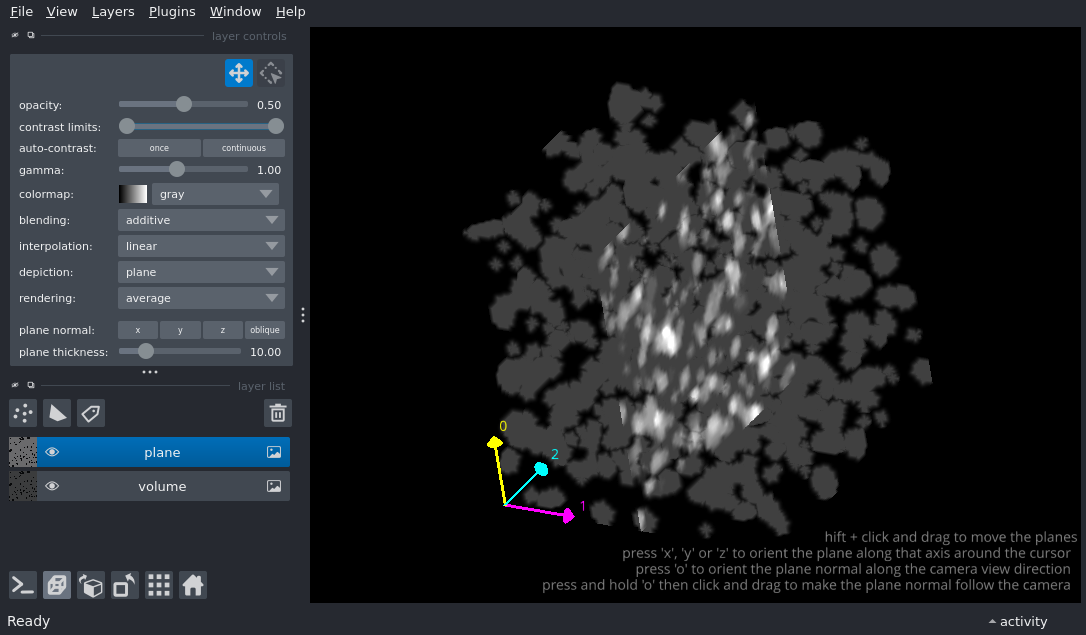 File View Layers Plugins Window Help
layer controls
opacity: 0.50
contrast limits:
auto-contrast: once continuous
gamma: 1.00
colormap: gray
blending: additive
interpolation: linear
depiction: plane
rendering: average
plane normal: x y z oblique
plane thickness: 10.00
layer list
plane
volume
0
2
1
hift + click and drag to move the planes
press 'x', 'y' or 'z' to orient the plane along that axis around the cursor
press 'o' to orient the plane normal along the camera view direction
press and hold 'o' then click and drag to make the plane normal follow the camera
Ready activity